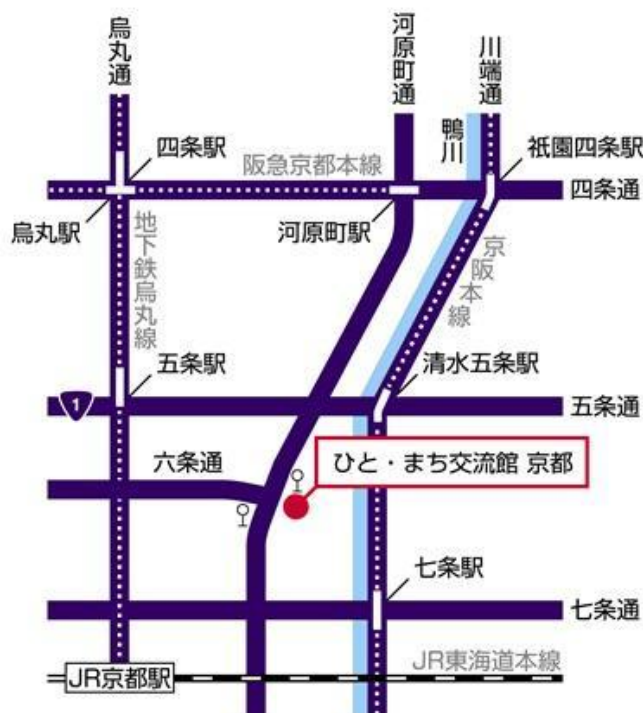 烏丸通
河原町通
川端通
鴨川
四条駅
阪急京都本線
祇園四条駅
四条通
烏丸駅
地下鉄烏丸線
河原町駅
京阪本線
五条駅
清水五条駅
1
五条通
六条通
ひと・まち交流館 京都
七条駅
七条通
JR東海道本線
JR京都駅